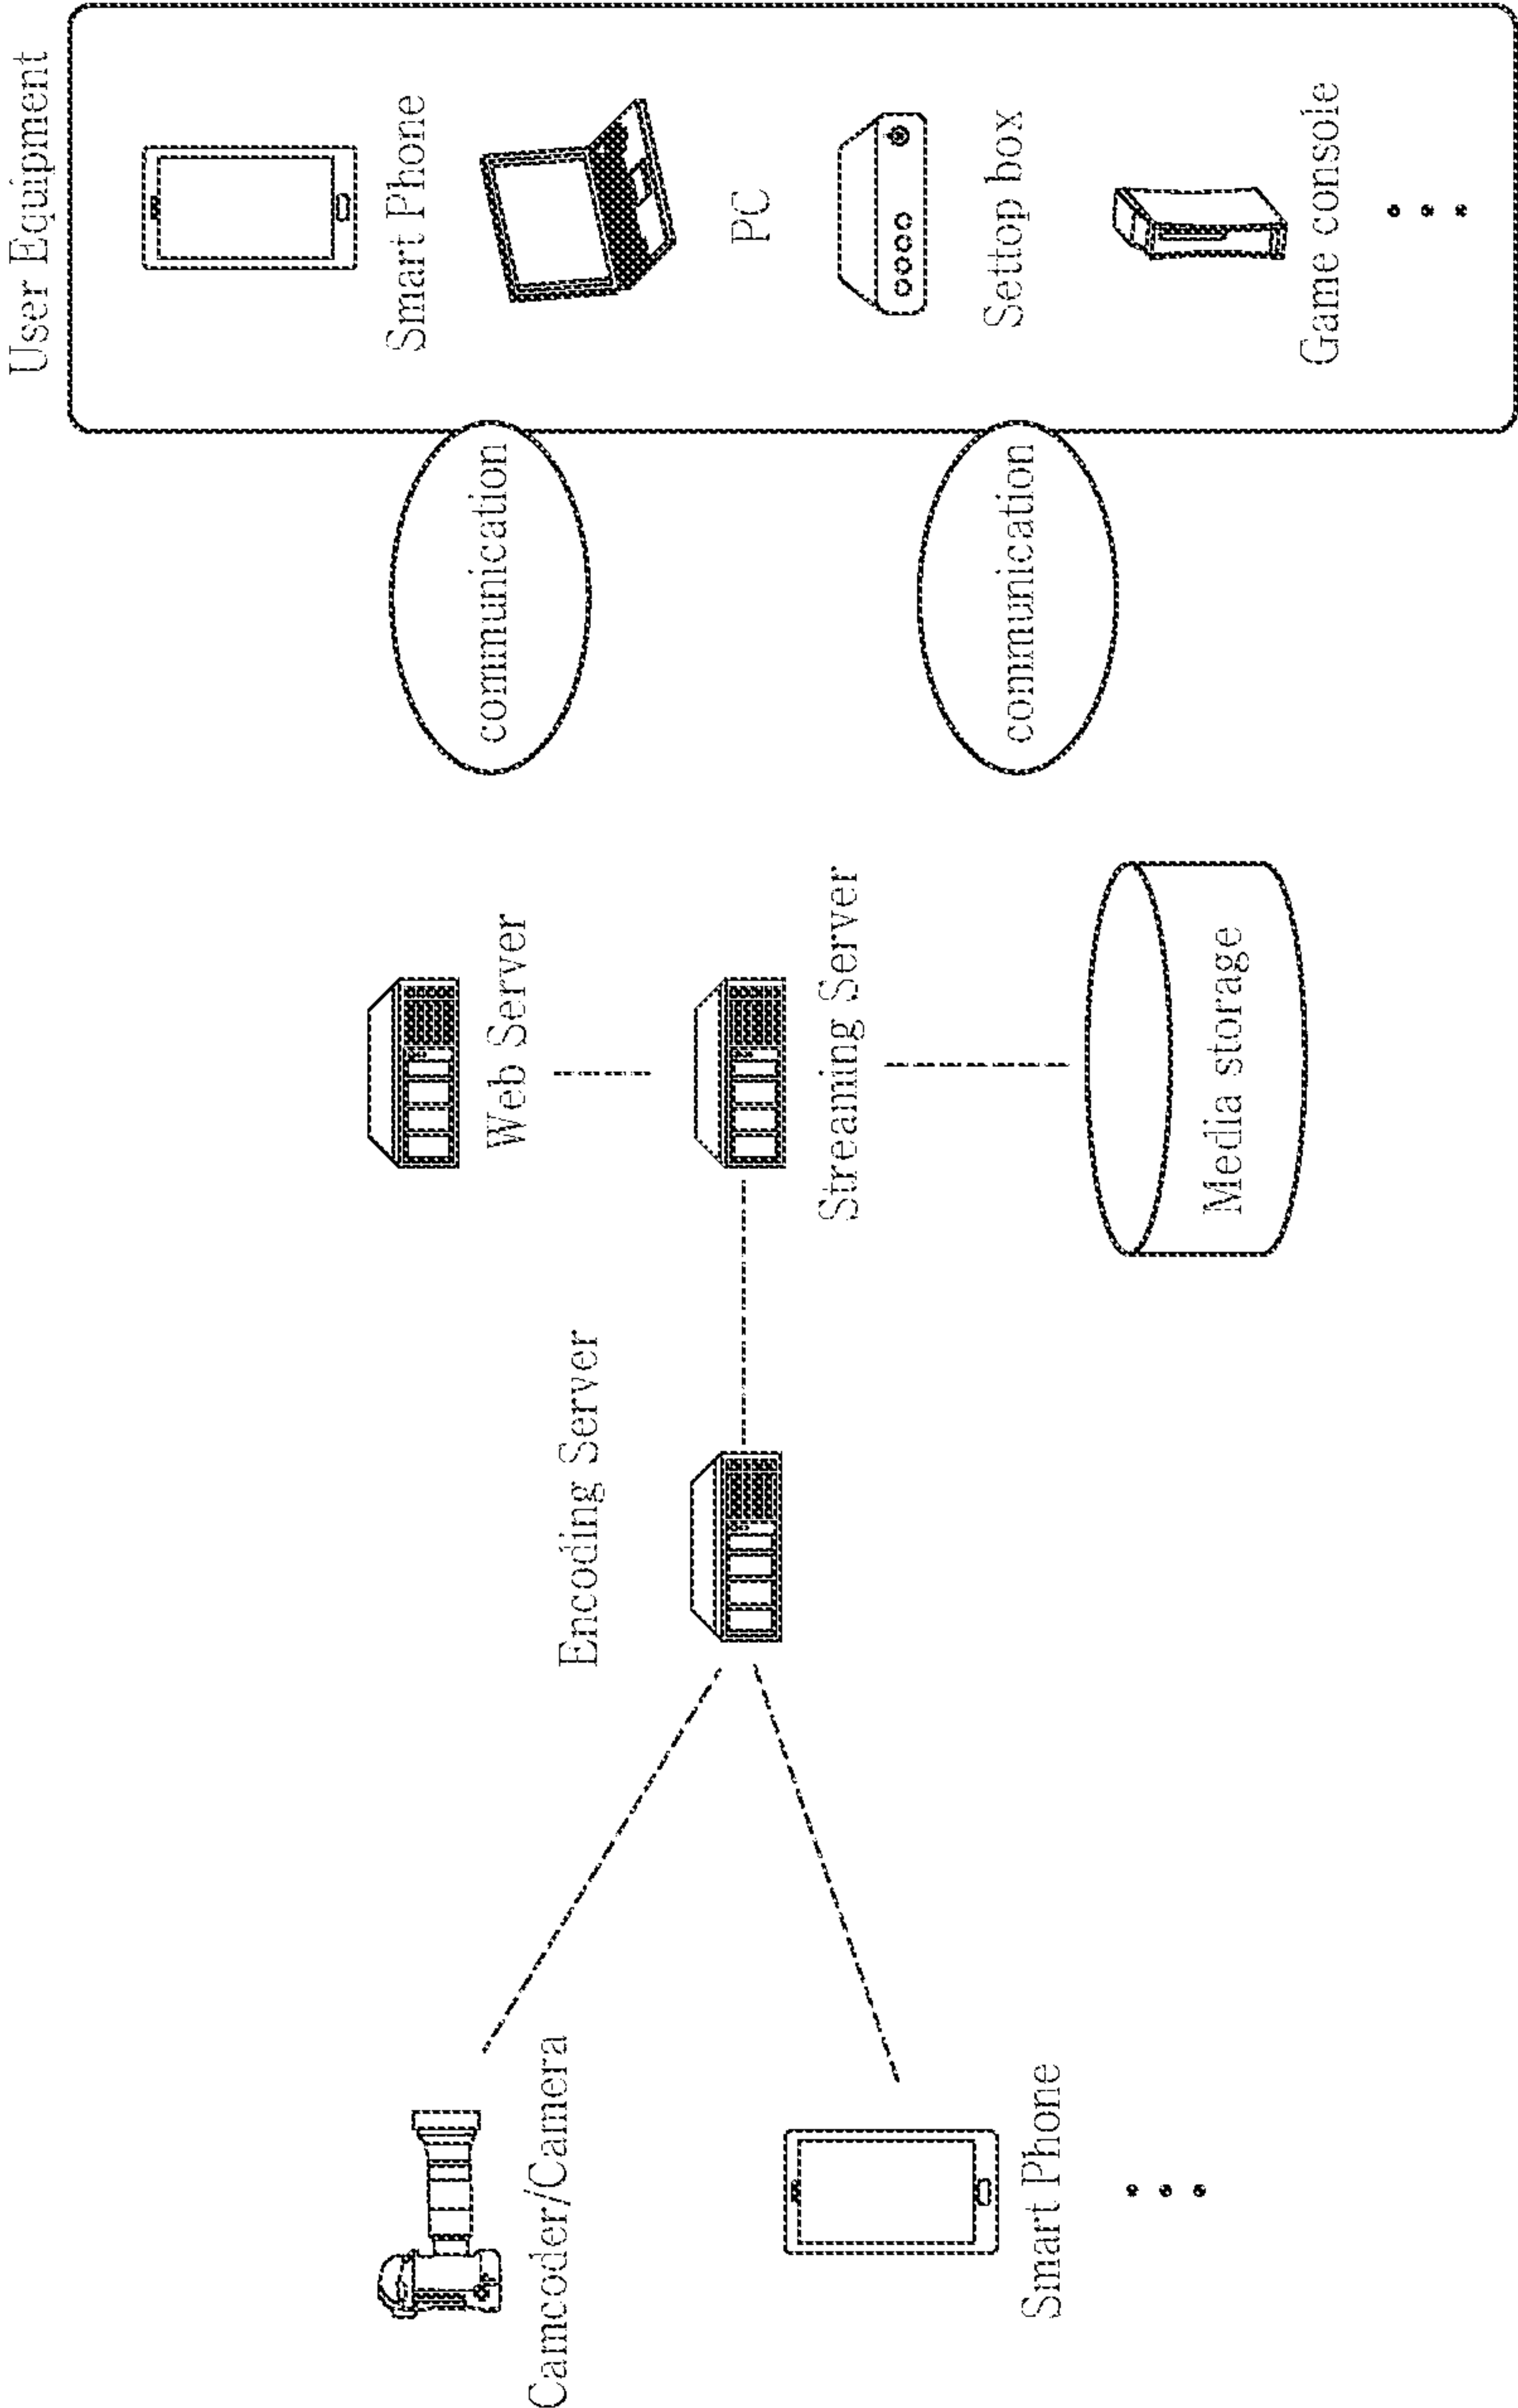 Camcoder/Camera
Smart Phone
Encoding Server
Web Server
Streaming Server
Media storage
communication
communication
User Equipment
Smart Phone
PC
Settop box
Game console